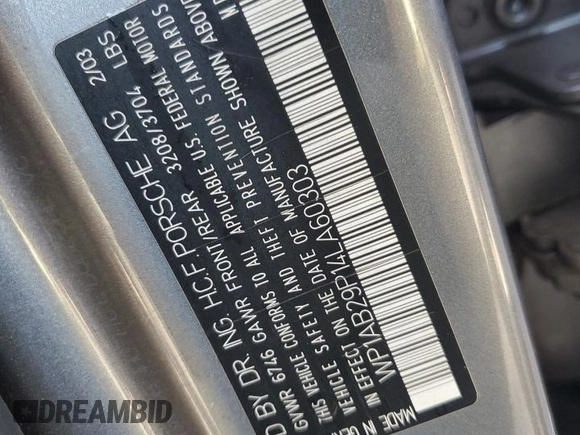 D BY DR. ING. H.C.F. PORSCHE AG 2/03
GVWR 6746 GAWR FRONT/REAR 3208/3704 LBS
THIS VEHICLE CONFORMS TO ALL APPLICABLE U.S. FEDERAL MOTOR
VEHICLE SAFETY AND THEFT PREVENTION STANDARDS
IN EFFECT ON THE DATE OF MANUFACTURE SHOWN ABOVE
WP1AB29P14LA60303
MADE IN GER
DREAMBID